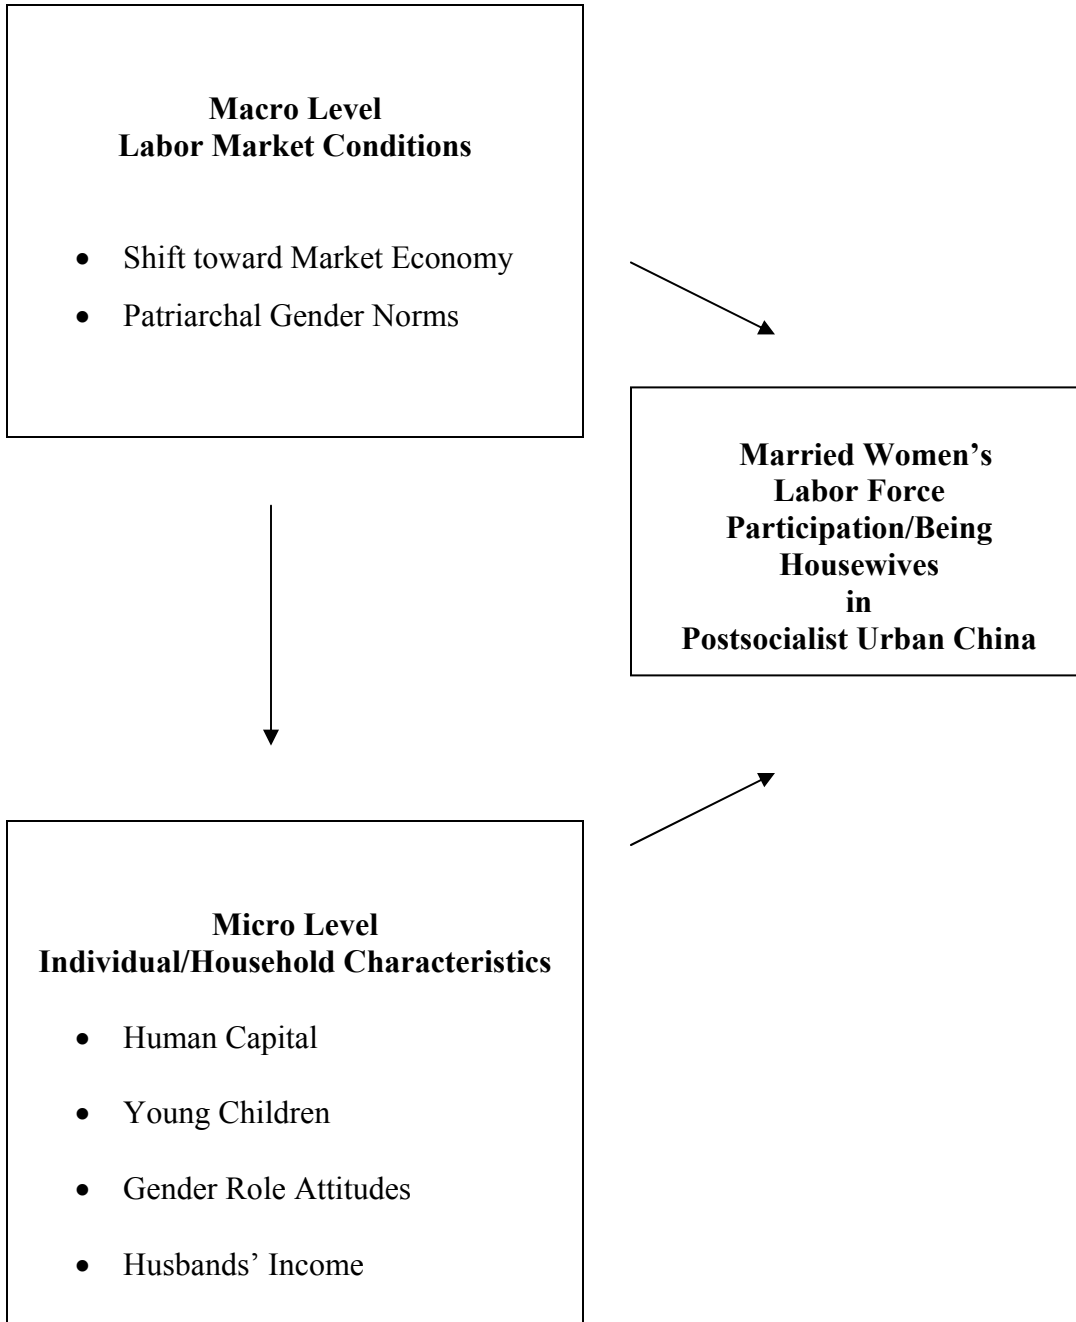 Macro Level
Labor Market Conditions
• Shift toward Market Economy
• Patriarchal Gender Norms
Married Women’s
Labor Force
Participation/Being
Housewives
in
Postsocialist Urban China
Micro Level
Individual/Household Characteristics
• Human Capital
• Young Children
• Gender Role Attitudes
• Husbands’ Income